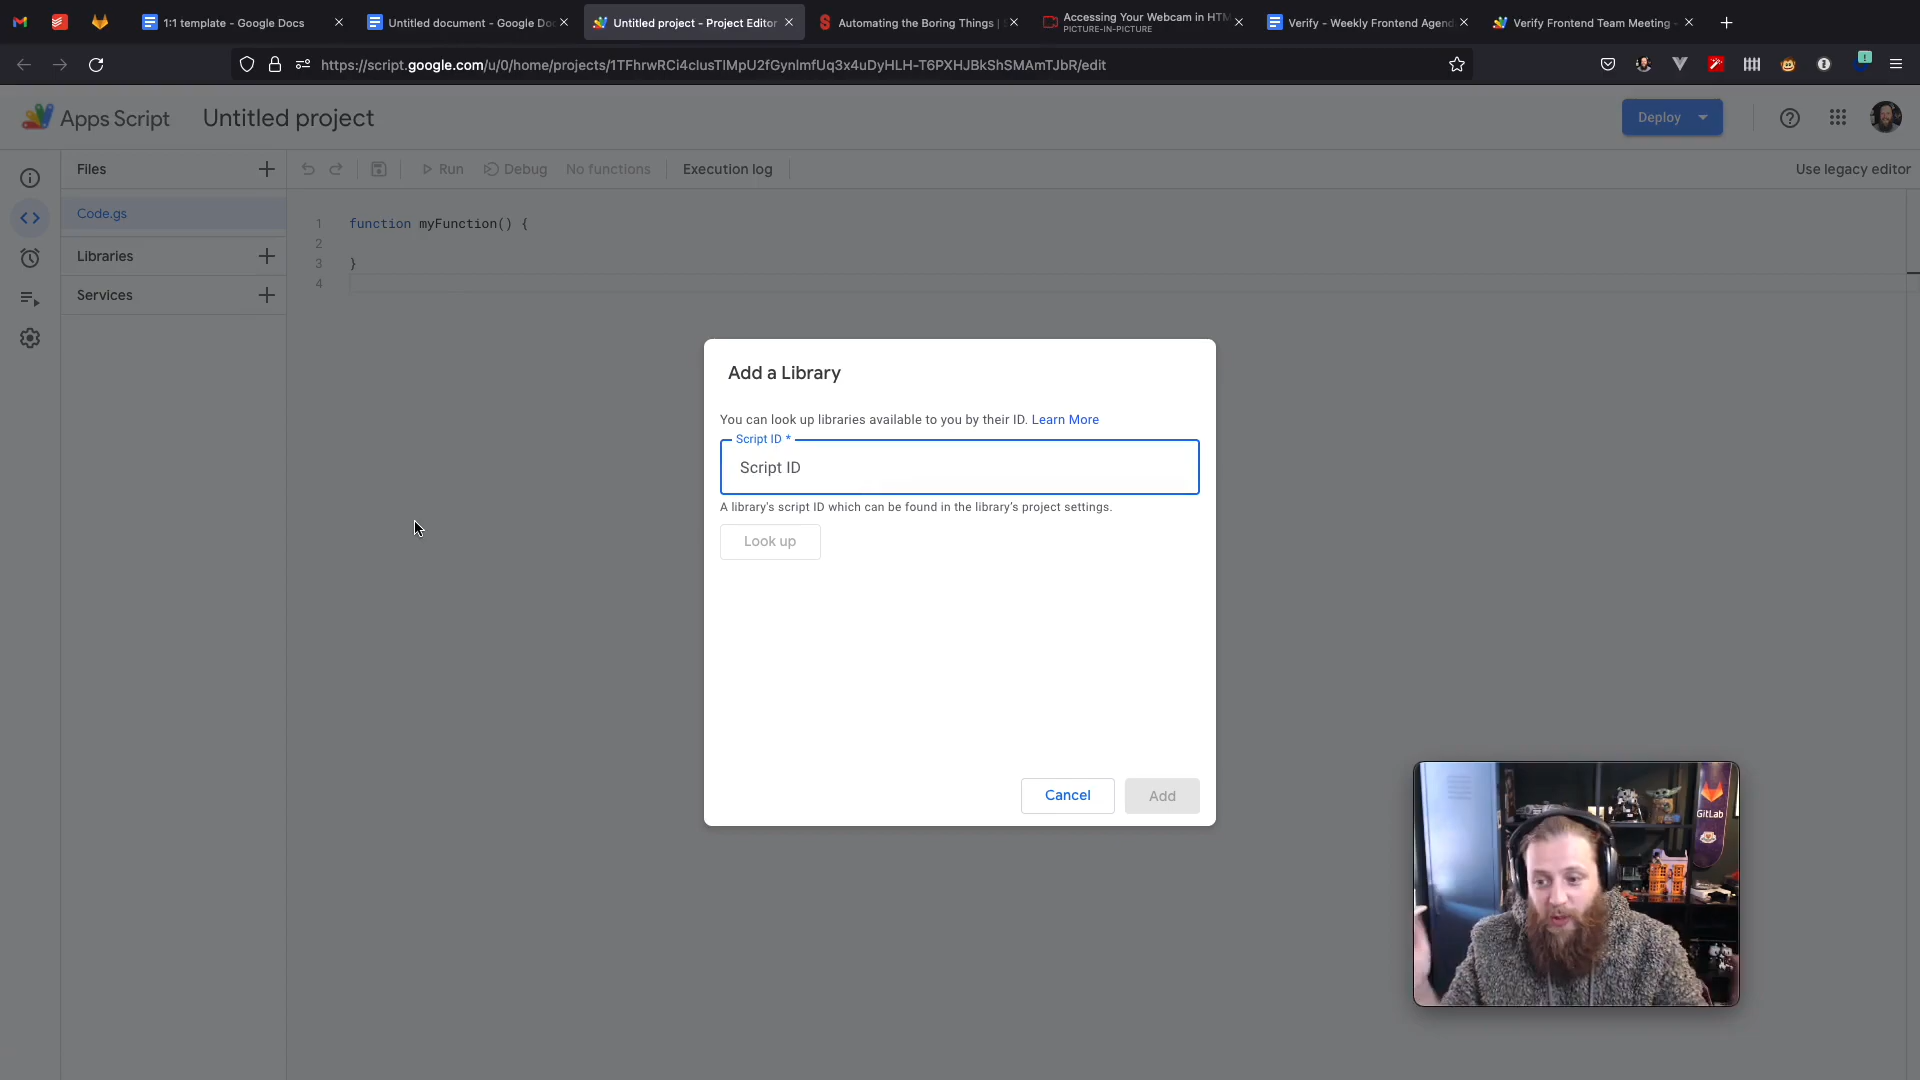 1:1 template - Google Docs
Untitled document - Google Doc
Untitled project - Project Editor
Automating the Boring Things |
Accessing Your Webcam in HTM
PICTURE-IN-PICTURE
Verify - Weekly Frontend Agend
Verify Frontend Team Meeting -
https://script.google.com/u/0/home/projects/1TFhrwRCi4clusTlMpU2fGynlmfUq3x4uDyHLH-T6PXHJBkShSMAmTJbR/edit
Apps Script
Untitled project
Deploy
Files
Run
Debug
No functions
Execution log
Use legacy editor
Code.gs
Libraries
Services
1 function myFunction() {
2
3 }
4
Add a Library
You can look up libraries available to you by their ID. Learn More
Script ID *
Script ID
A library's script ID which can be found in the library's project settings.
Look up
Cancel
Add
GitLab